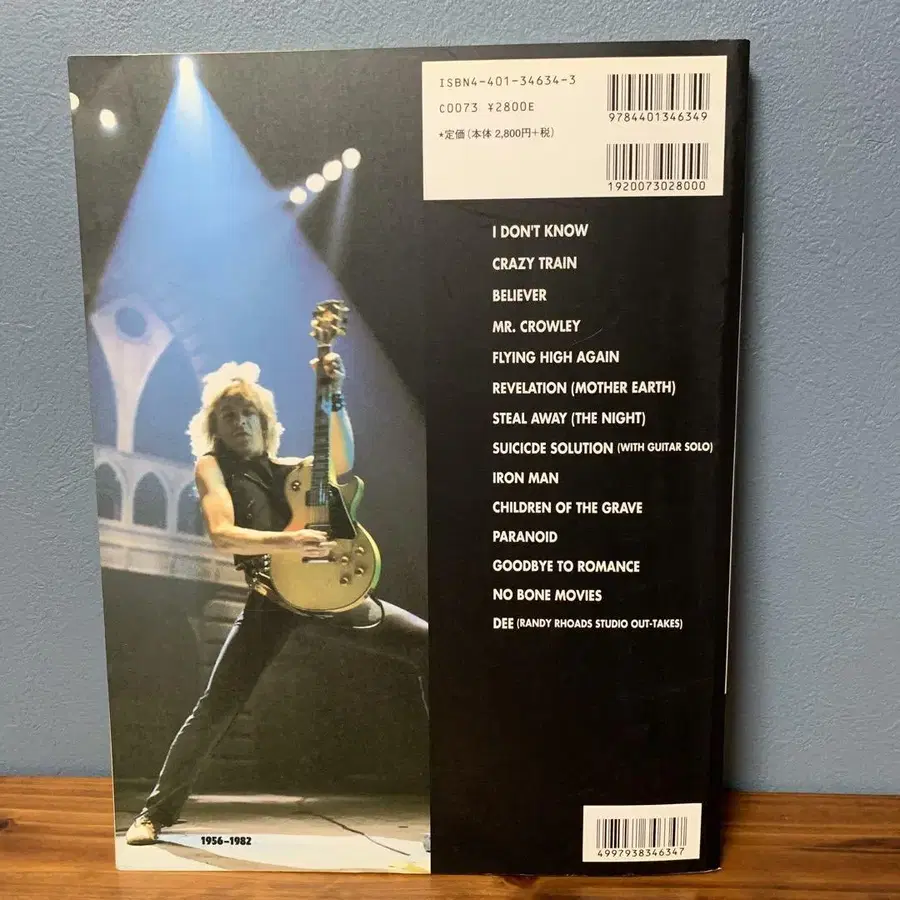 ISBN4-401-34634-3
C0073 ¥2800E
*定価(本体 2,800円+税)
9784401346349
1920073028000
I DON'T KNOW
CRAZY TRAIN
BELIEVER
MR. CROWLEY
FLYING HIGH AGAIN
REVELATION (MOTHER EARTH)
STEAL AWAY (THE NIGHT)
SUICICDE SOLUTION (WITH GUITAR SOLO)
IRON MAN
CHILDREN OF THE GRAVE
PARANOID
GOODBYE TO ROMANCE
NO BONE MOVIES
DEE (RANDY RHOADS STUDIO OUT-TAKES)
1956–1982
4997938346347